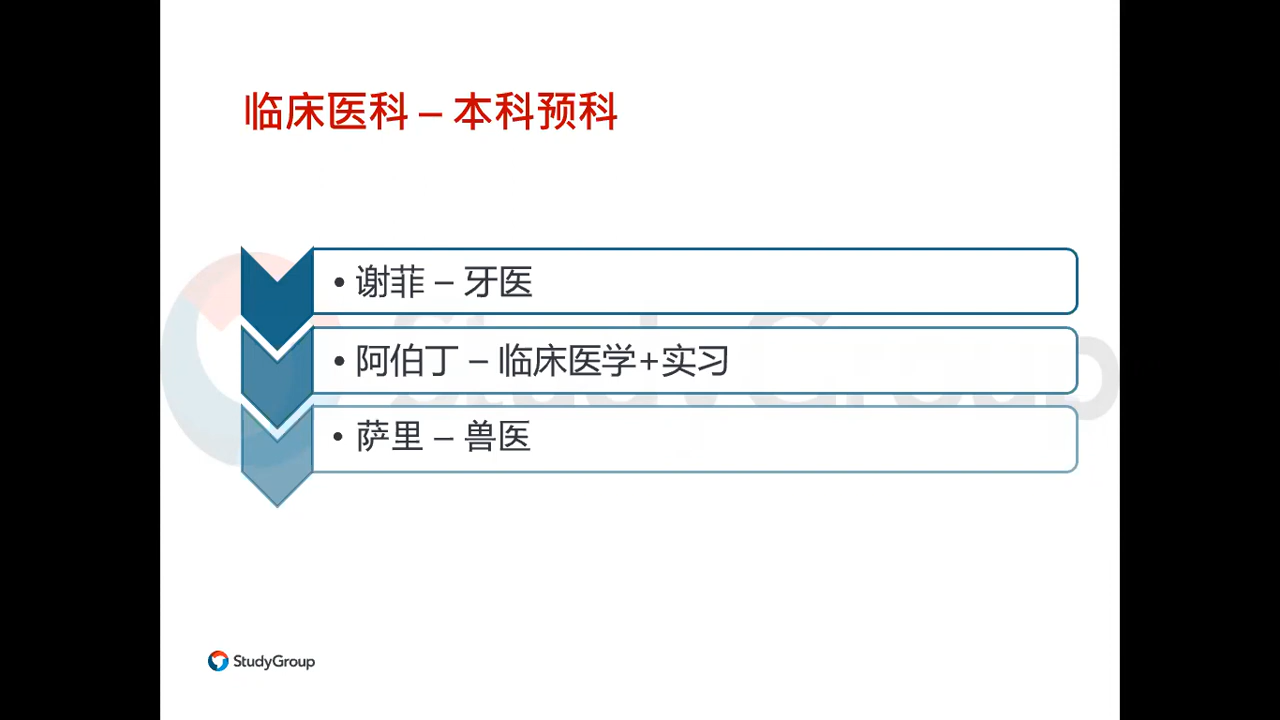 临床医科 – 本科预科
• 谢菲 – 牙医
• 阿伯丁 – 临床医学+实习
• 萨里 – 兽医
StudyGroup
StudyGroup